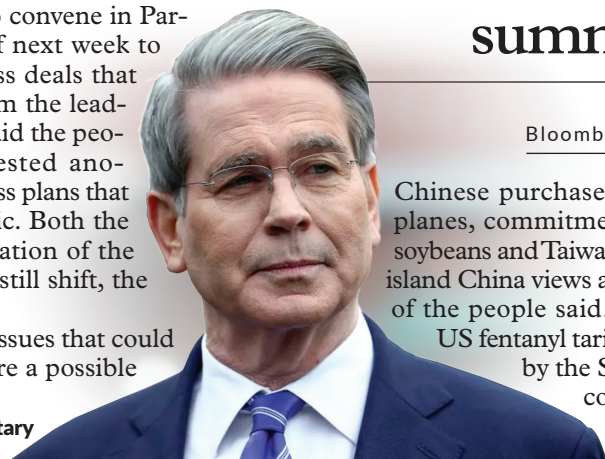 convene in Par-
f next week to
ss deals that
m the lead-
id the peo-
ested ano-
ss plans that
ic. Both the
ation of the
still shift, the
ssues that could
re a possible
tary
sumn
Bloomb
Chinese purchase
planes, commitme
soybeans and Taiwa
island China views a
of the people said.
US fentanyl tari
by the S
co